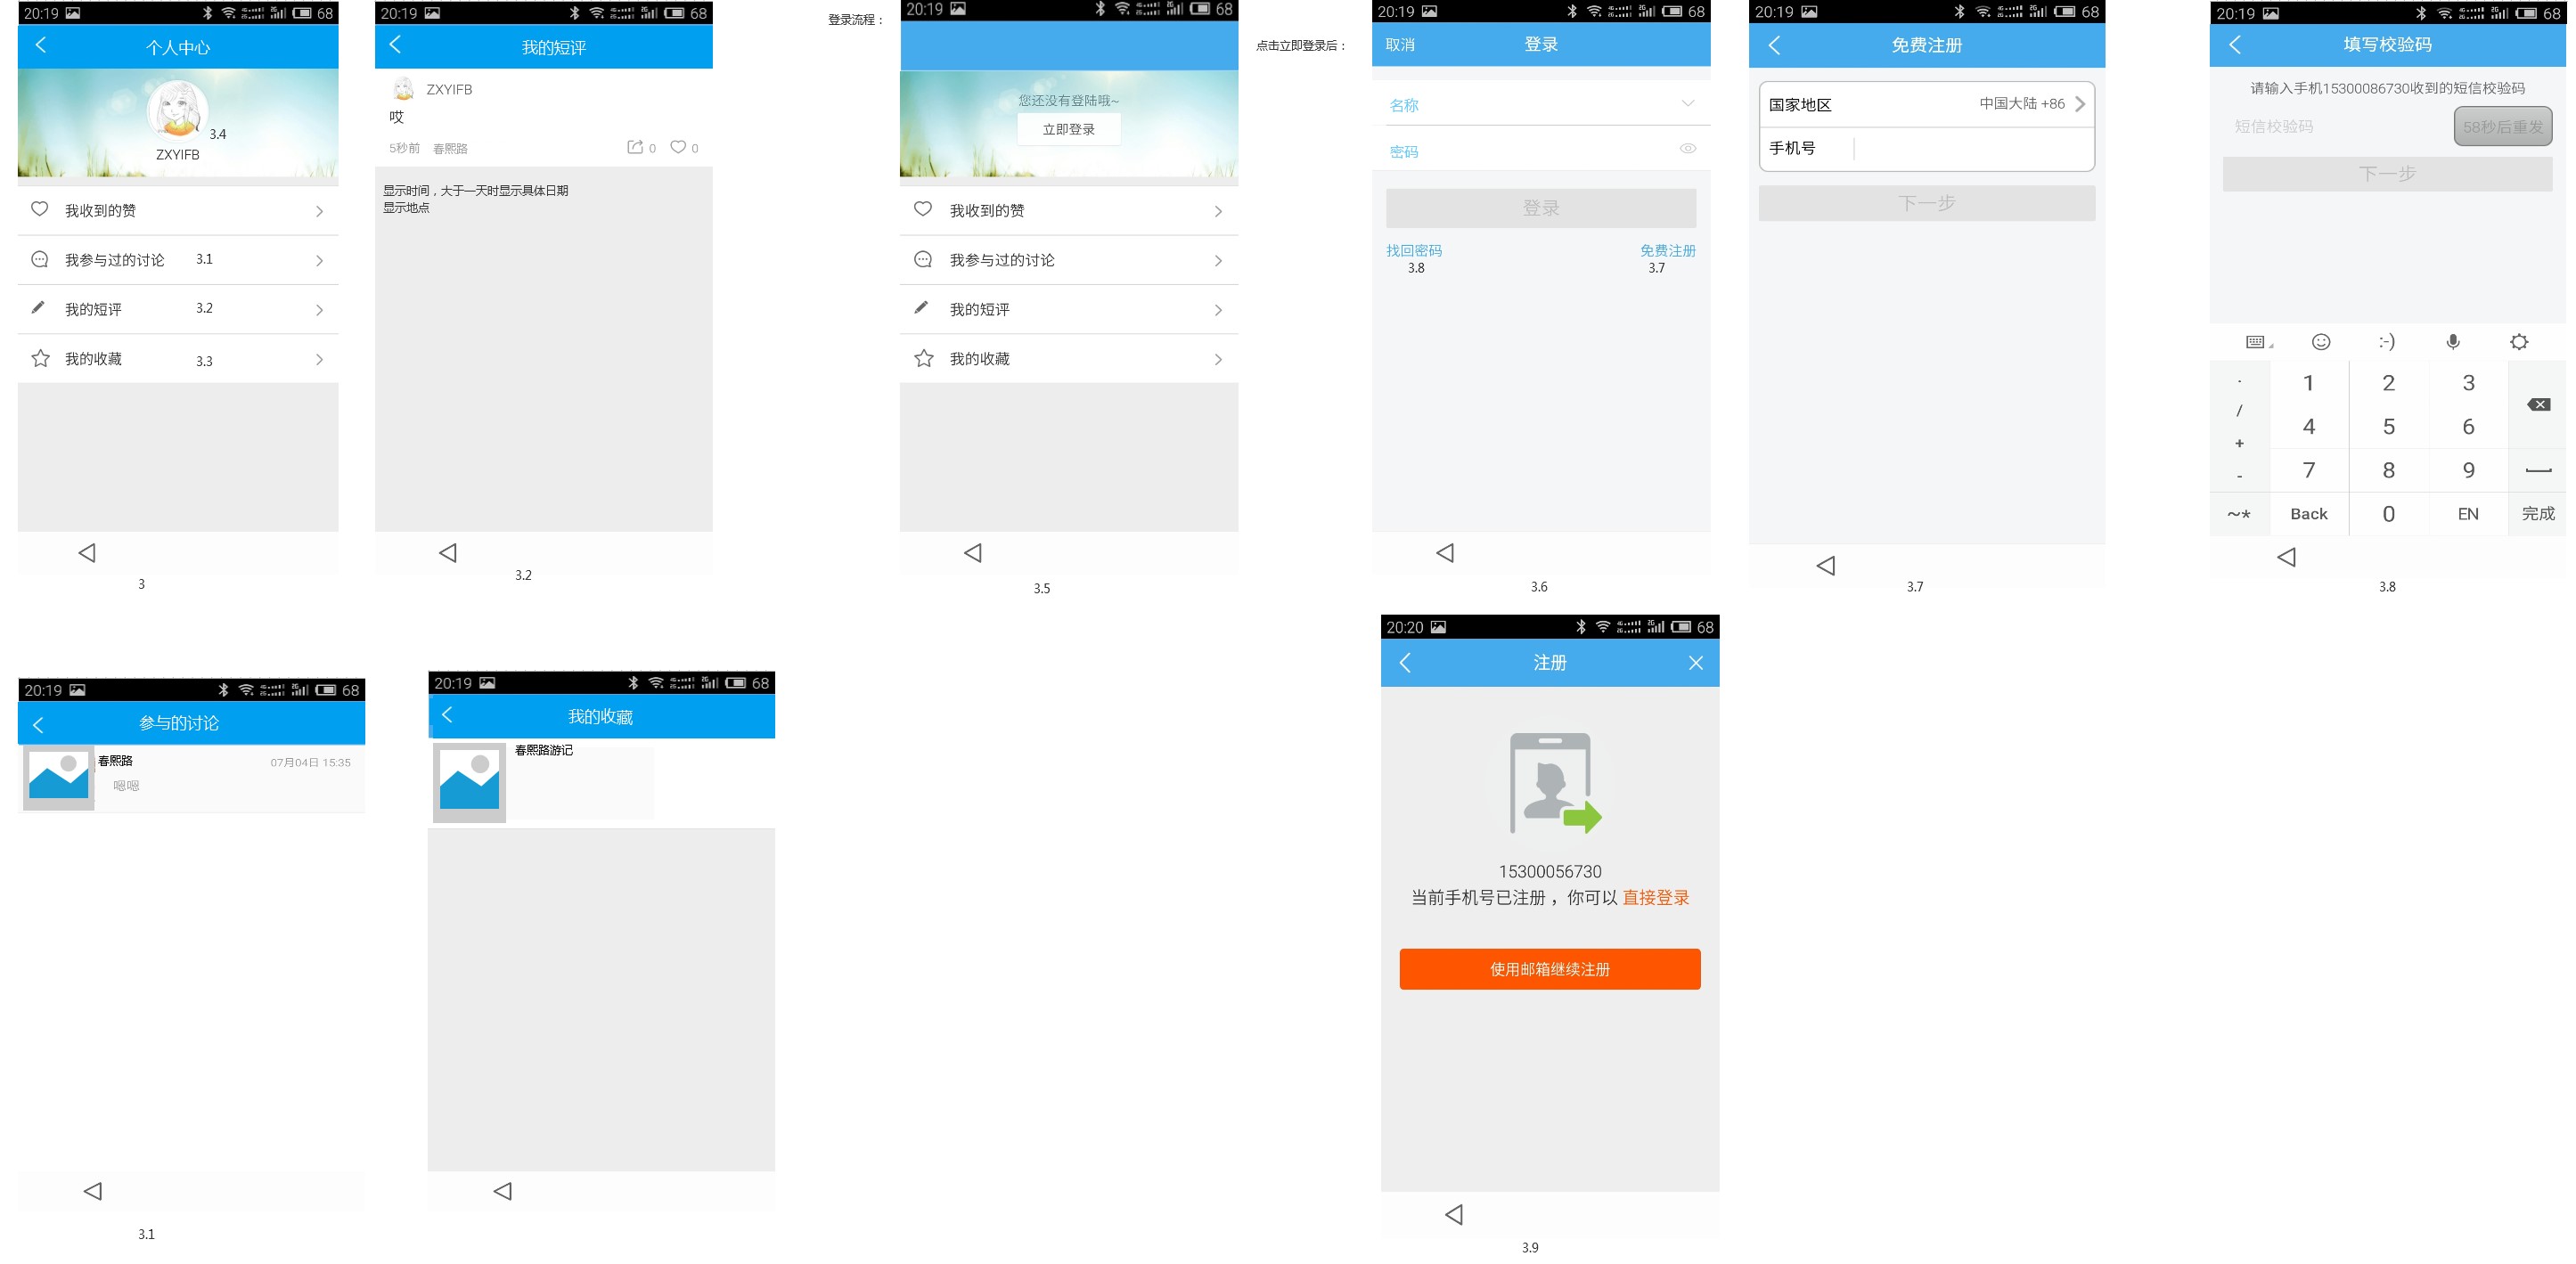 20:19 68
个人中心
3.4
ZXYIFB
我收到的赞
我参与过的讨论 3.1
我的短评 3.2
我的收藏 3.3
3
20:19 68
我的短评
ZXYIFB
哎
5秒前 春熙路 0 0
显示时间，大于一天时显示具体日期
显示地点
3.2
登录流程：
20:19 68
您还没有登陆哦~
立即登录
我收到的赞
我参与过的讨论
我的短评
我的收藏
3.5
点击立即登录后：
20:19 68
取消 登录
名称
密码
登录
找回密码 免费注册
3.8 3.7
3.6
20:19 68
免费注册
国家地区 中国大陆 +86
手机号
下一步
3.7
20:19 68
填写校验码
请输入手机15300086730收到的短信校验码
短信校验码 58秒后重发
下一步
:-)
. 1 2 3
/ 4 5 6
+
- 7 8 9
~* Back 0 EN 完成
3.8
20:19 68
参与的讨论
春熙路 07月04日 15:35
嗯嗯
3.1
20:19 68
我的收藏
春熙路游记
20:20 68
注册
15300056730
当前手机号已注册，你可以 直接登录
使用邮箱继续注册
3.9